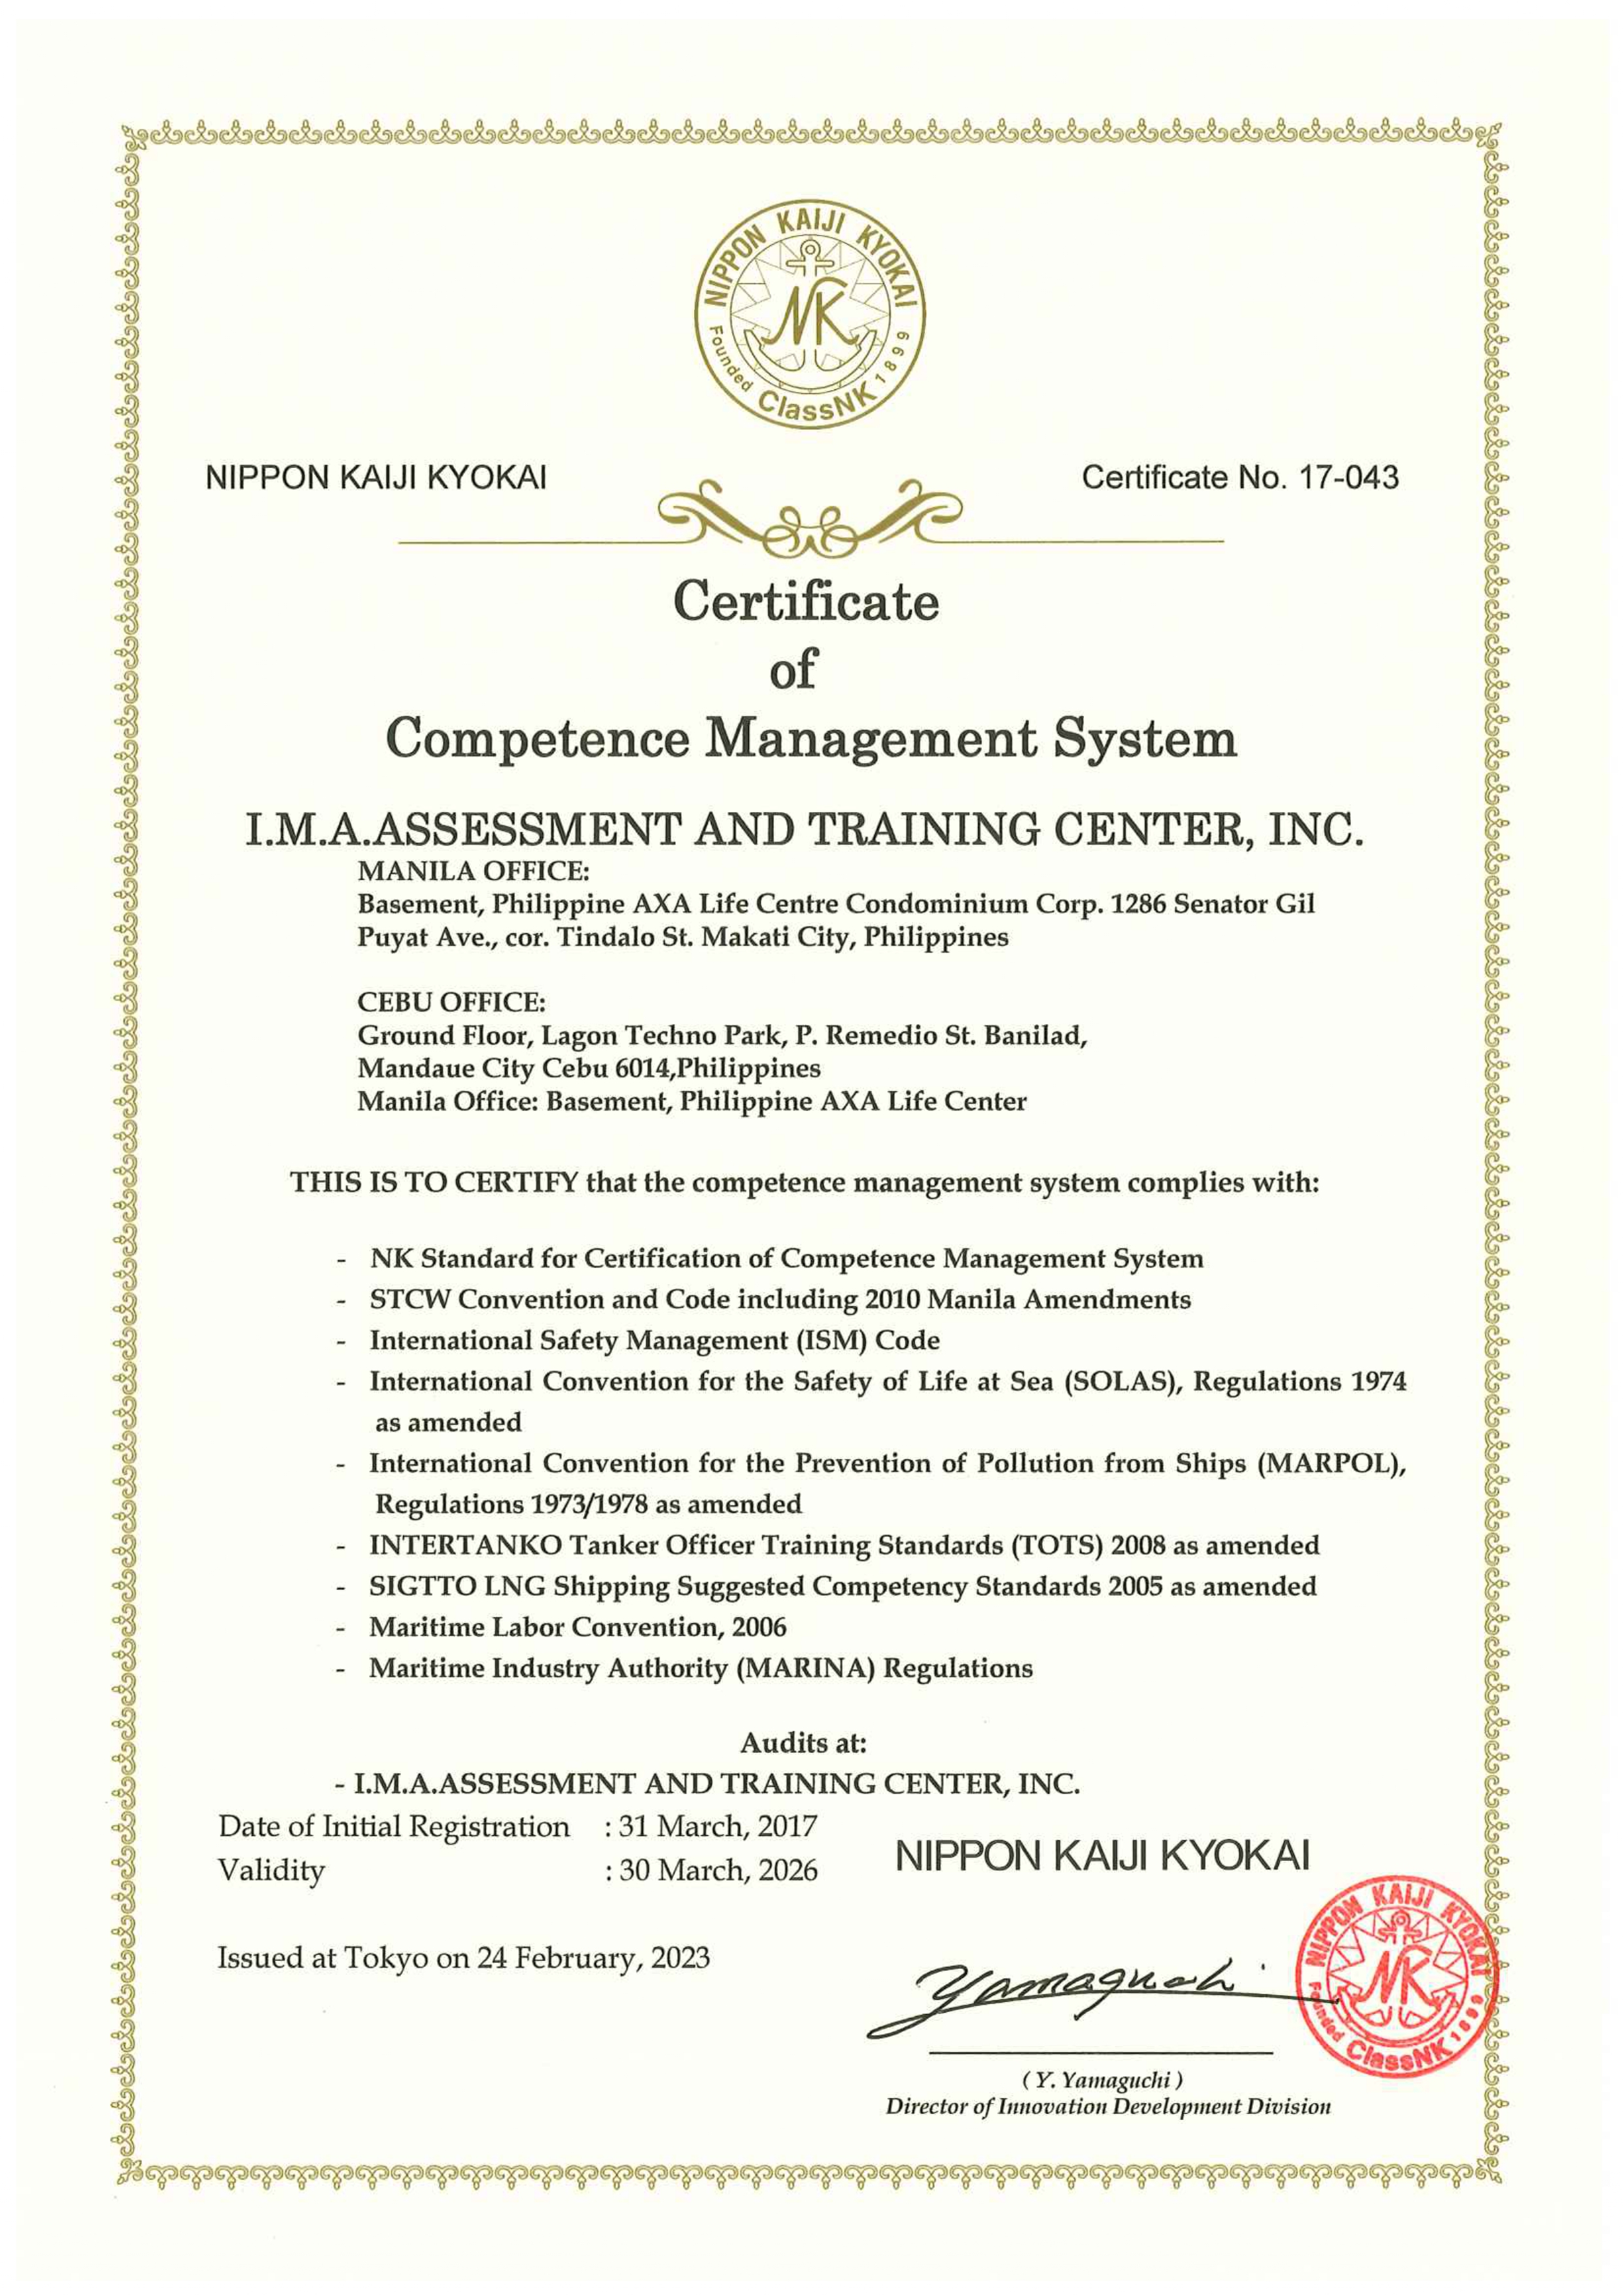 NIPPON KAIJI KYOKAI
NK
Founded ClassNK 1899
NIPPON KAIJI KYOKAI
Certificate No. 17-043
Certificate
of
Competence Management System
I.M.A.ASSESSMENT AND TRAINING CENTER, INC.
MANILA OFFICE:
Basement, Philippine AXA Life Centre Condominium Corp. 1286 Senator Gil
Puyat Ave., cor. Tindalo St. Makati City, Philippines
CEBU OFFICE:
Ground Floor, Lagon Techno Park, P. Remedio St. Banilad,
Mandaue City Cebu 6014,Philippines
Manila Office: Basement, Philippine AXA Life Center
THIS IS TO CERTIFY that the competence management system complies with:
- NK Standard for Certification of Competence Management System
- STCW Convention and Code including 2010 Manila Amendments
- International Safety Management (ISM) Code
- International Convention for the Safety of Life at Sea (SOLAS), Regulations 1974
as amended
- International Convention for the Prevention of Pollution from Ships (MARPOL),
Regulations 1973/1978 as amended
- INTERTANKO Tanker Officer Training Standards (TOTS) 2008 as amended
- SIGTTO LNG Shipping Suggested Competency Standards 2005 as amended
- Maritime Labor Convention, 2006
- Maritime Industry Authority (MARINA) Regulations
Audits at:
- I.M.A.ASSESSMENT AND TRAINING CENTER, INC.
Date of Initial Registration : 31 March, 2017
Validity : 30 March, 2026
NIPPON KAIJI KYOKAI
Issued at Tokyo on 24 February, 2023
Yamaguchi
NIPPON KAIJI KYOKAI
NK
Founded ClassNK 1899
( Y. Yamaguchi )
Director of Innovation Development Division